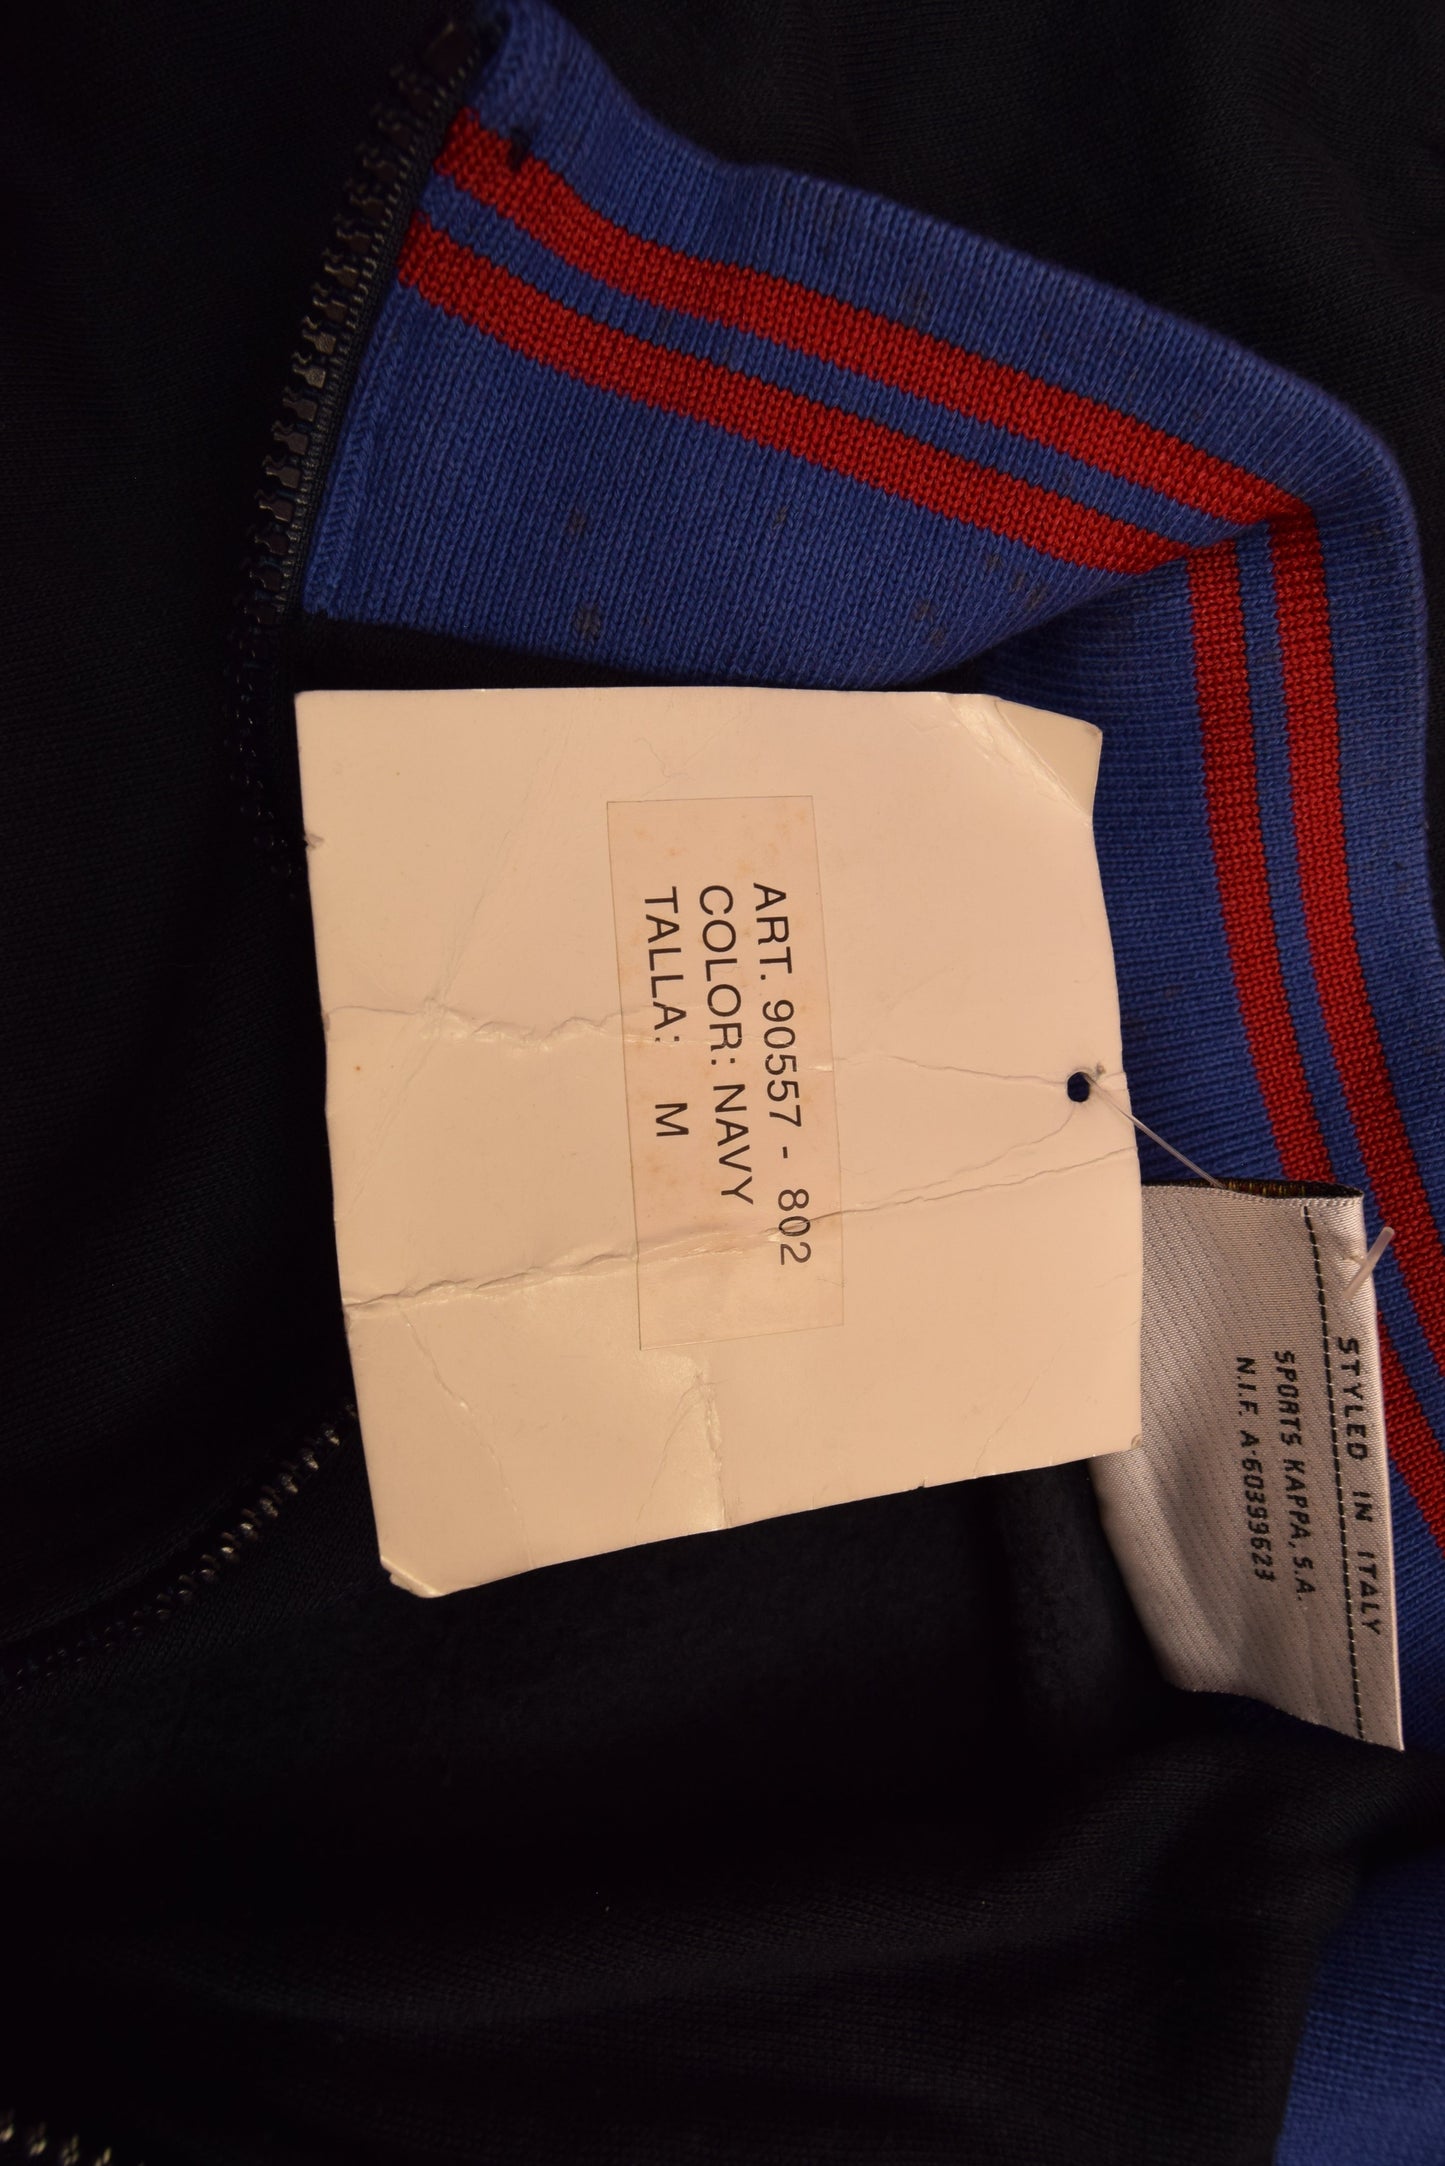 ART. 90557 - 802
COLOR: NAVY
TALLA: M
STYLED IN ITALY
SPORTS KAPPA, S.A.
N.I.F. A-60399623